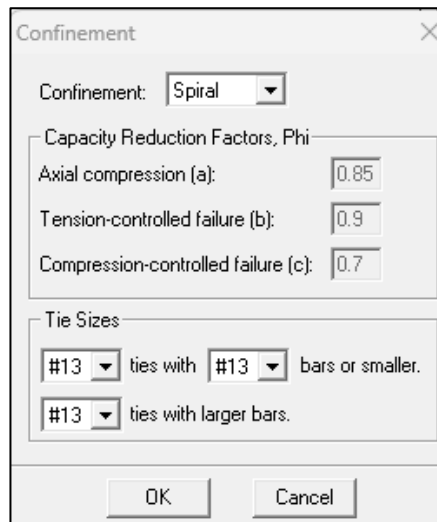 Confinement
Confinement: Spiral
Capacity Reduction Factors, Phi
Axial compression (a): 0.85
Tension-controlled failure (b): 0.9
Compression-controlled failure (c): 0.7
Tie Sizes
#13 ties with #13 bars or smaller.
#13 ties with larger bars.
OK Cancel